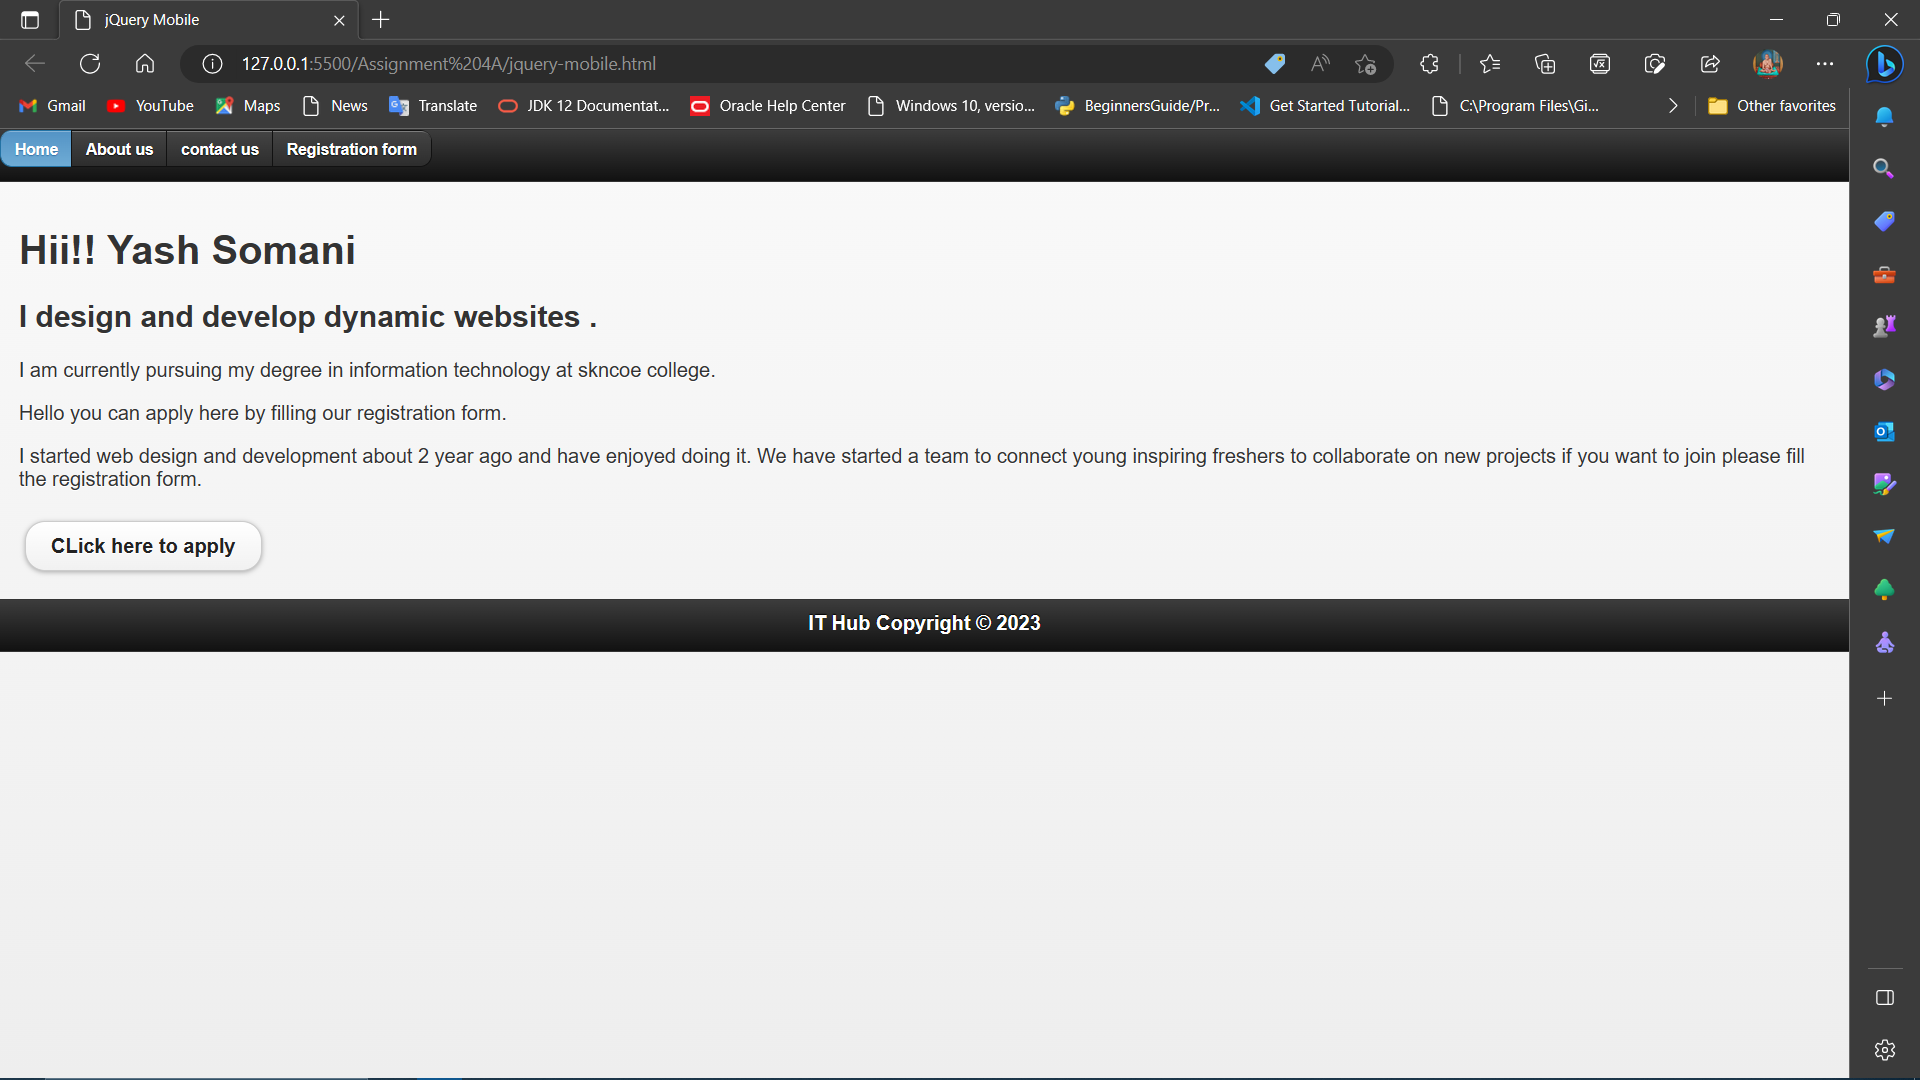 jQuery Mobile
127.0.0.1:5500/Assignment%204A/jquery-mobile.html
Gmail YouTube Maps News Translate JDK 12 Documentat... Oracle Help Center Windows 10, versio... BeginnersGuide/Pr... Get Started Tutorial... C:\Program Files\Gi... Other favorites
Home About us contact us Registration form
Hii!! Yash Somani
I design and develop dynamic websites .
I am currently pursuing my degree in information technology at skncoe college.
Hello you can apply here by filling our registration form.
I started web design and development about 2 year ago and have enjoyed doing it. We have started a team to connect young inspiring freshers to collaborate on new projects if you want to join please fill
the registration form.
CLick here to apply
IT Hub Copyright © 2023